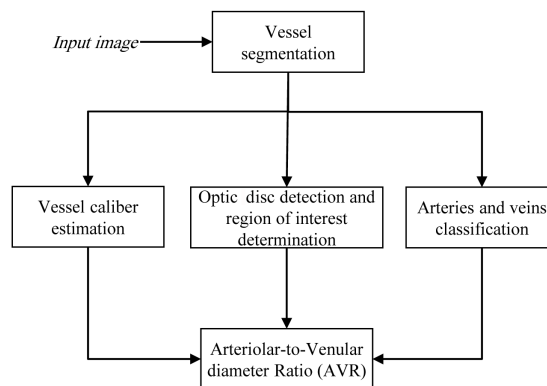 Input image
Vessel
segmentation
Vessel caliber
estimation
Optic disc detection and
region of interest
determination
Arteries and veins
classification
Arteriolar-to-Venular
diameter Ratio (AVR)